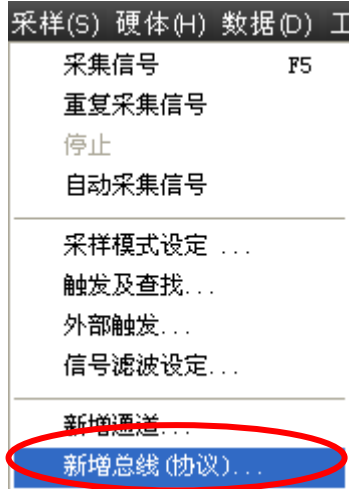 采样(S) 硬体(H) 数据(D) 工
采集信号 F5
重复采集信号
停止
自动采集信号
采样模式设定 ...
触发及查找...
外部触发...
信号滤波设定...
新增通道...
新增总线(协议)...